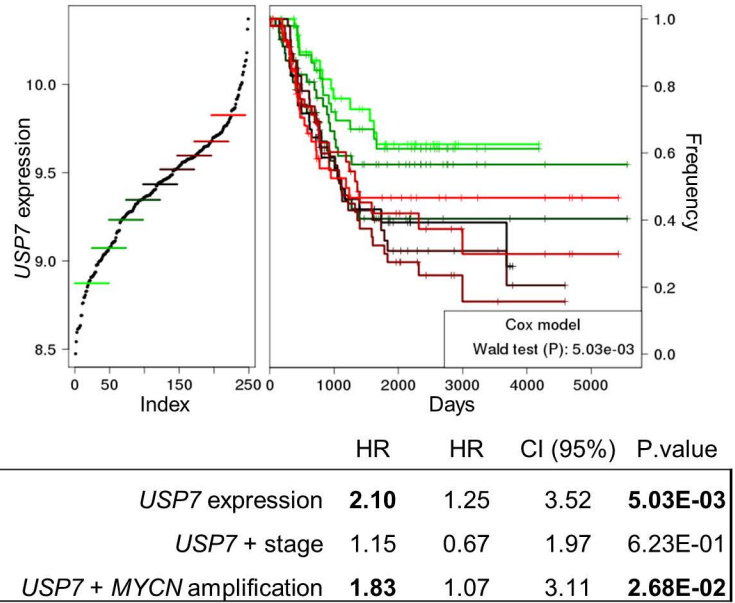 10.0
9.5
9.0
8.5
USP7 expression
0 50 150 250
Index
1.0
0.8
0.6
0.4
0.2
0.0
Frequency
Cox model
Wald test (P): 5.03e-03
0 1000 2000 3000 4000 5000
Days
HR HR CI (95%) P.value
USP7 expression 2.10 1.25 3.52 5.03E-03
USP7 + stage 1.15 0.67 1.97 6.23E-01
USP7 + MYCN amplification 1.83 1.07 3.11 2.68E-02